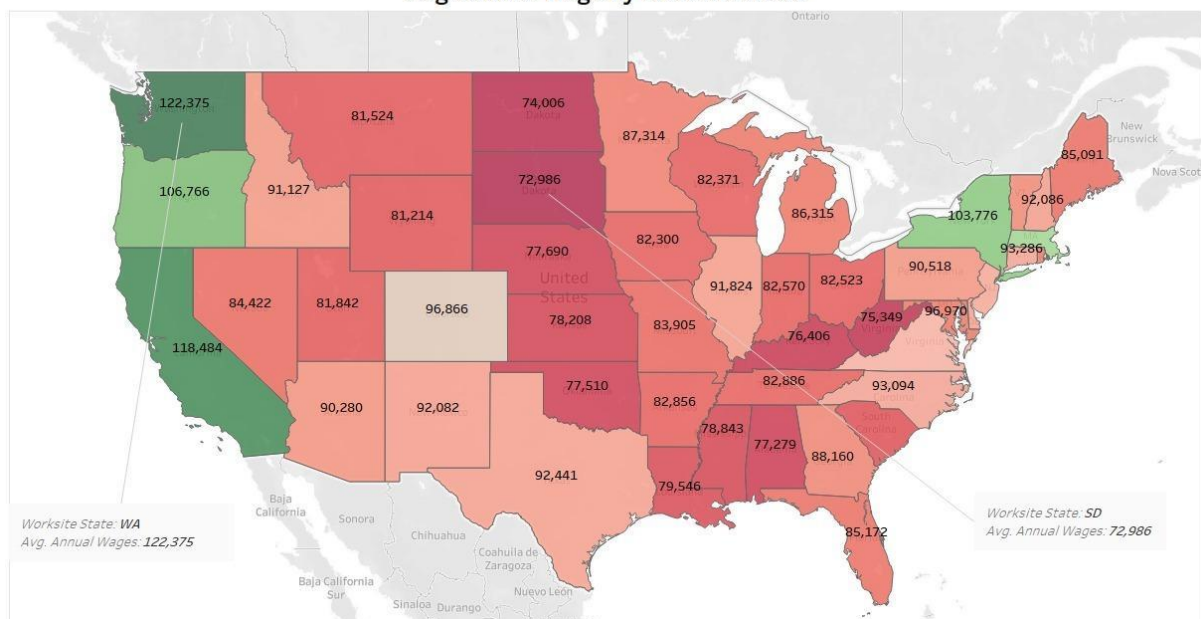 Ontario
122,375
81,524
74,006
Dakota
87,314
New
Brunswick
85,091
Nova Scot
106,766
91,127
72,986
Dakota
82,371
92,086
81,214
86,315
103,776
77,690
82,300
93,286
United
States
90,518
84,422
81,842
96,866
78,208
91,824
82,570
82,523
96,970
118,484
83,905
76,406
75,349
Virginia
Virginia
90,280
92,082
77,510
82,856
82,886
93,094
Carolina
78,843
77,279
88,160
South
Carolina
92,441
79,546
85,172
Baja
California
Sonora
Chihuahua
Coahuila de
Zaragoza
Baja California
Sur
Sinaloa
Durango
Nuevo León
Worksite State: WA
Avg. Annual Wages: 122,375
Worksite State: SD
Avg. Annual Wages: 72,986